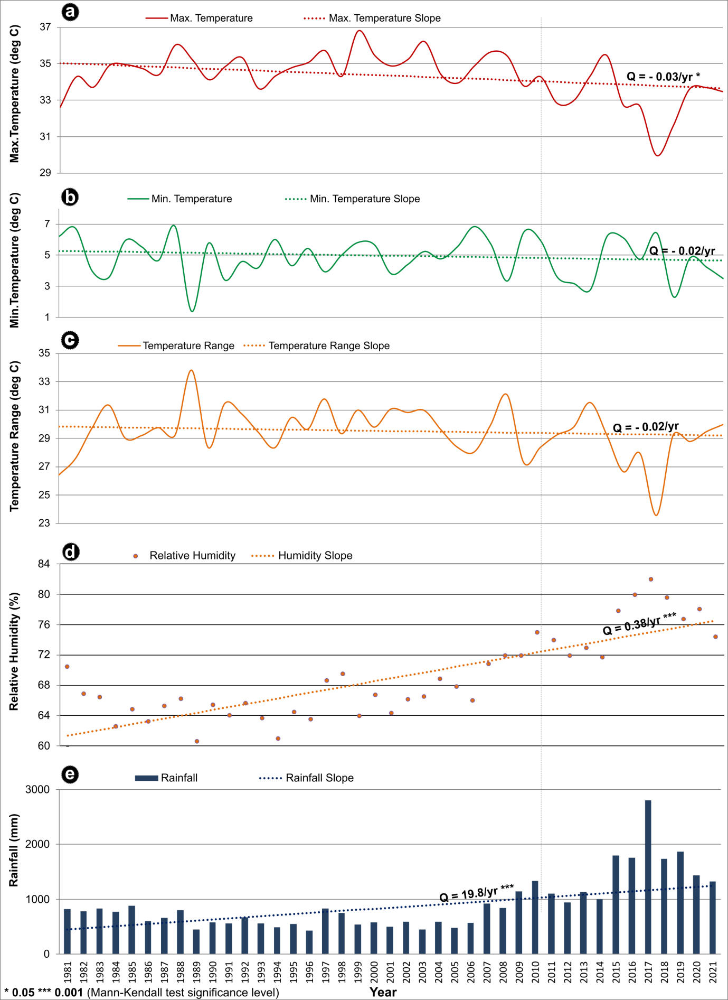 a
Max. Temperature
Max. Temperature Slope
Max.Temperature (deg C)
37
35
33
31
29
Q = - 0.03/yr *
b
Min. Temperature
Min. Temperature Slope
Min.Temperature (deg C)
7
5
3
1
Q = - 0.02/yr
c
Temperature Range
Temperature Range Slope
Temperature Range (deg C)
35
33
31
29
27
25
23
Q = - 0.02/yr
d
Relative Humidity
Humidity Slope
Relative Humidity (%)
84
80
76
72
68
64
60
Q = 0.38/yr ***
e
Rainfall
Rainfall Slope
Rainfall (mm)
3000
2000
1000
0
Q = 19.8/yr ***
1981 1982 1983 1984 1985 1986 1987 1988 1989 1990 1991 1992 1993 1994 1995 1996 1997 1998 1999 2000 2001 2002 2003 2004 2005 2006 2007 2008 2009 2010 2011 2012 2013 2014 2015 2016 2017 2018 2019 2020 2021
* 0.05 *** 0.001 (Mann-Kendall test significance level)
Year